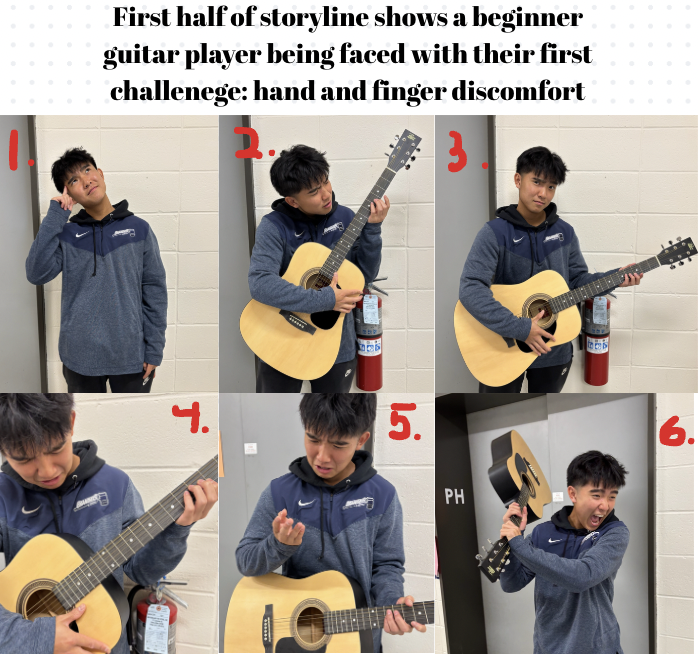 First half of storyline shows a beginner
guitar player being faced with their first
challenege: hand and finger discomfort
1.
2.
3.
4.
5.
6.
PH